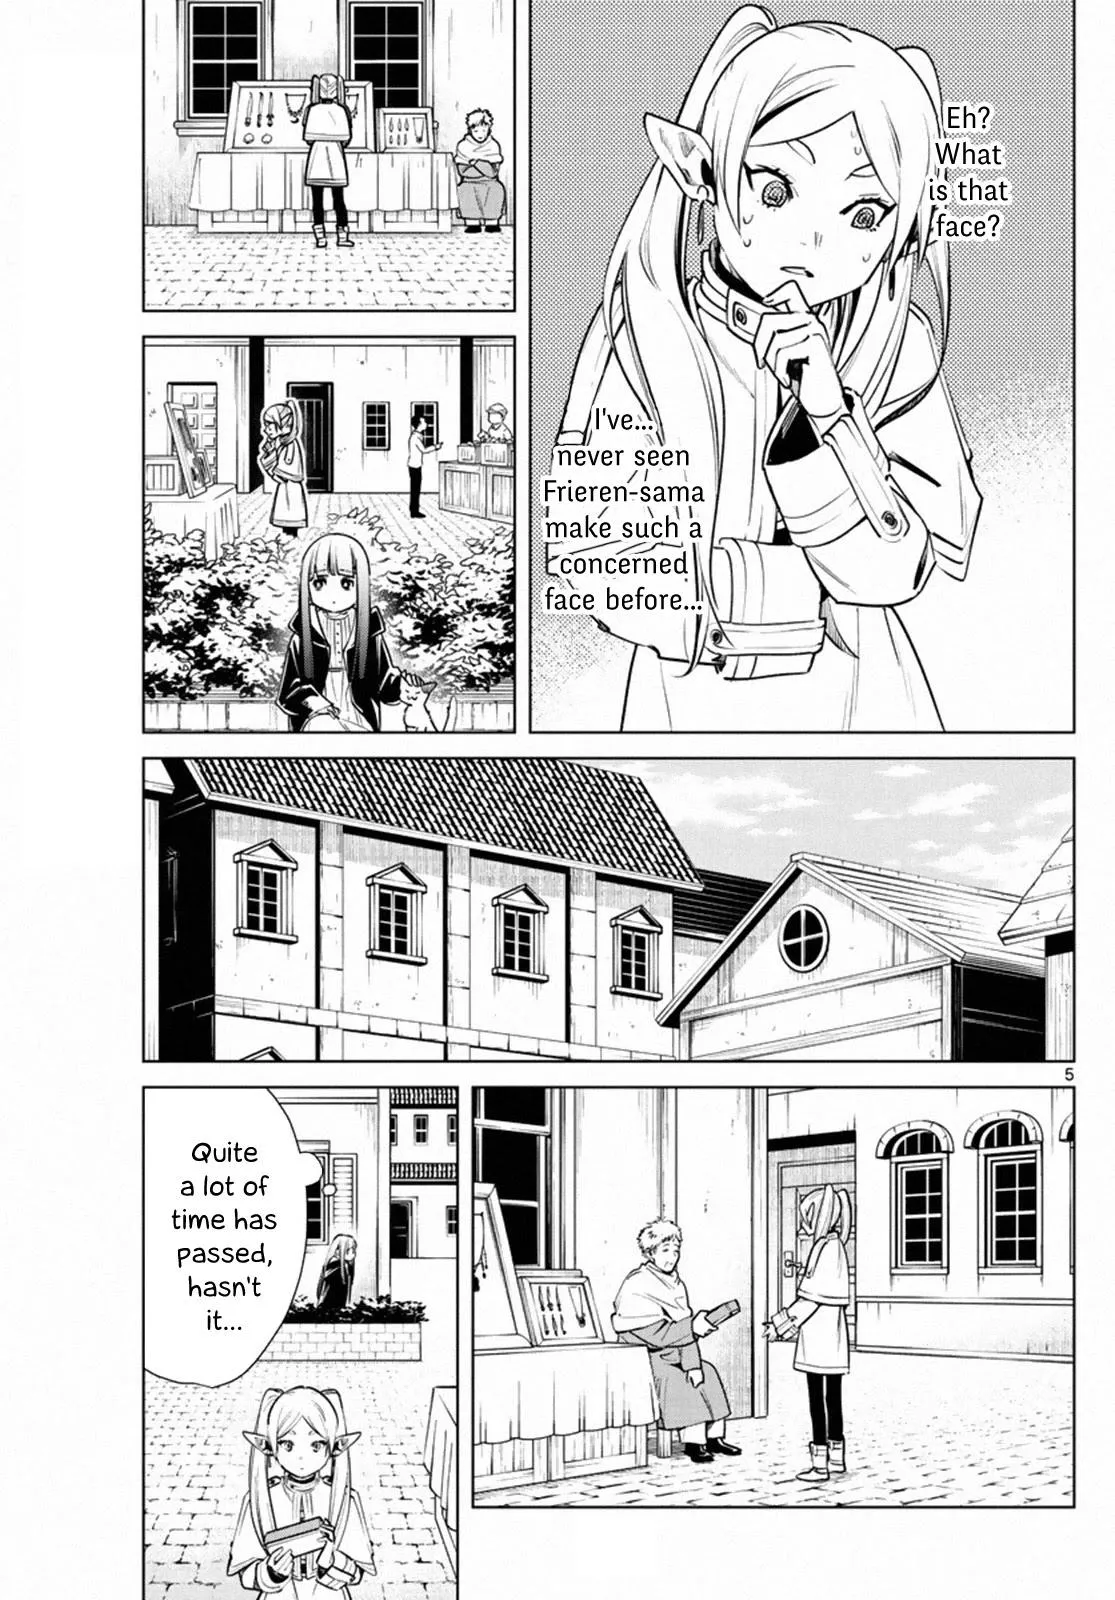 Eh?
What
is that
face?
I've...
never seen
Frieren-sama
make such a
concerned
face before...
5
Quite
a lot of
time has
passed,
hasn't
it...